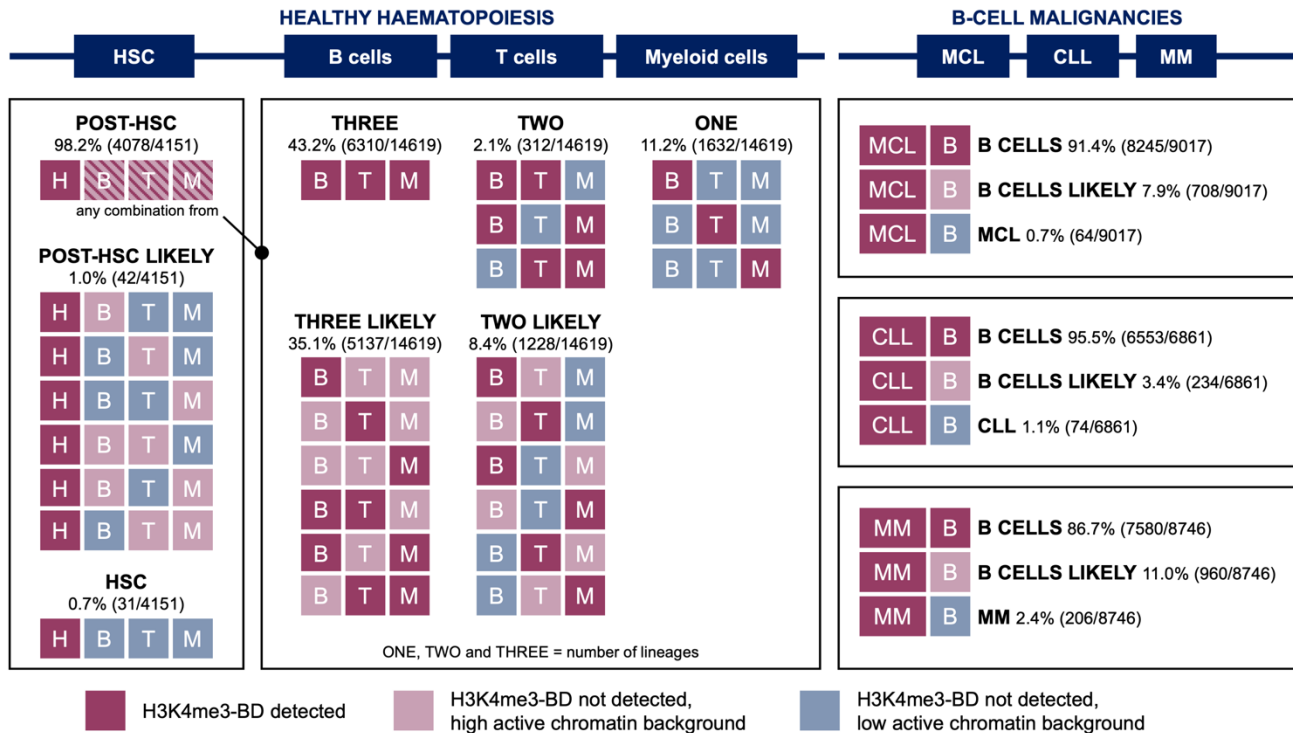 HEALTHY HAEMATOPOIESIS
B-CELL MALIGNANCIES
HSC
B cells
T cells
Myeloid cells
MCL
CLL
MM
POST-HSC
98.2% (4078/4151)
H B T M
any combination from
POST-HSC LIKELY
1.0% (42/4151)
H B T M
H B T M
H B T M
H B T M
H B T M
H B T M
HSC
0.7% (31/4151)
H B T M
THREE
43.2% (6310/14619)
B T M
TWO
2.1% (312/14619)
B T M
B T M
B T M
ONE
11.2% (1632/14619)
B T M
B T M
B T M
THREE LIKELY
35.1% (5137/14619)
B T M
B T M
B T M
B T M
B T M
B T M
TWO LIKELY
8.4% (1228/14619)
B T M
B T M
B T M
B T M
B T M
B T M
ONE, TWO and THREE = number of lineages
MCL B B CELLS 91.4% (8245/9017)
MCL B B CELLS LIKELY 7.9% (708/9017)
MCL B MCL 0.7% (64/9017)
CLL B B CELLS 95.5% (6553/6861)
CLL B B CELLS LIKELY 3.4% (234/6861)
CLL B CLL 1.1% (74/6861)
MM B B CELLS 86.7% (7580/8746)
MM B B CELLS LIKELY 11.0% (960/8746)
MM B MM 2.4% (206/8746)
H3K4me3-BD detected
H3K4me3-BD not detected,
high active chromatin background
H3K4me3-BD not detected,
low active chromatin background